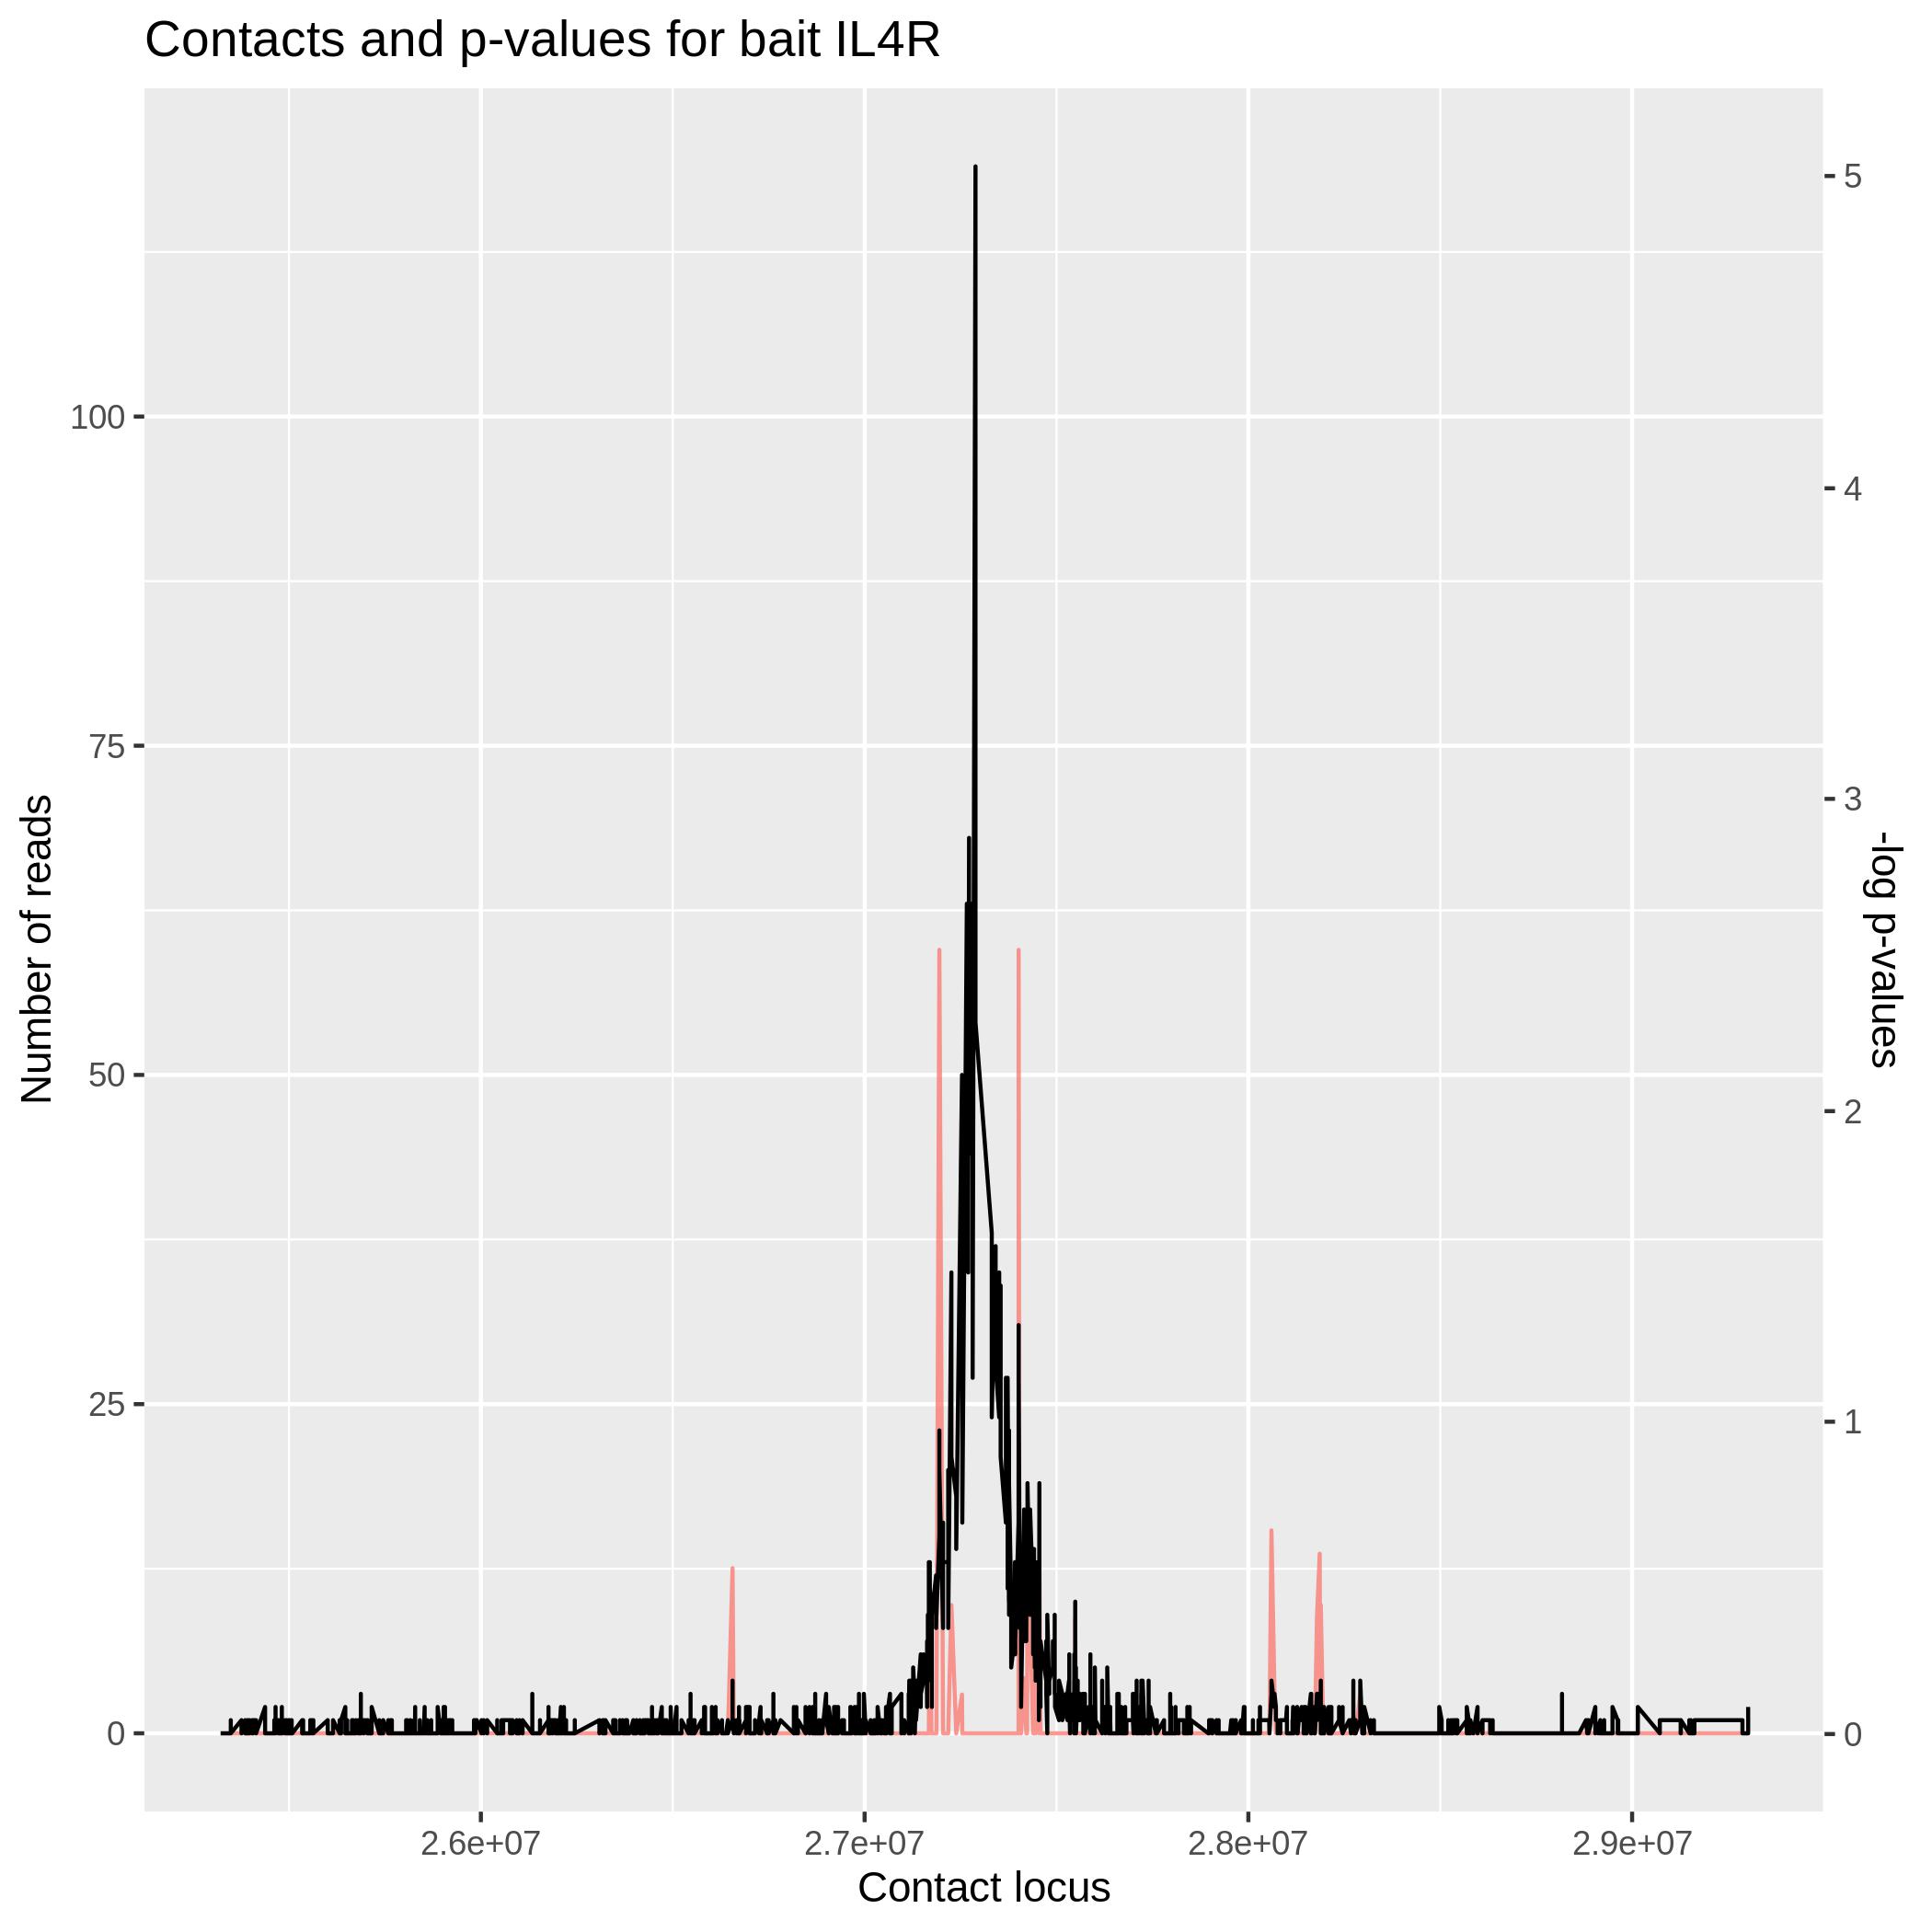 Contacts and p-values for bait IL4R
Number of reads
100
75
50
25
0
5
4
3
2
1
0
-log p-values
2.6e+07 2.7e+07 2.8e+07 2.9e+07
Contact locus